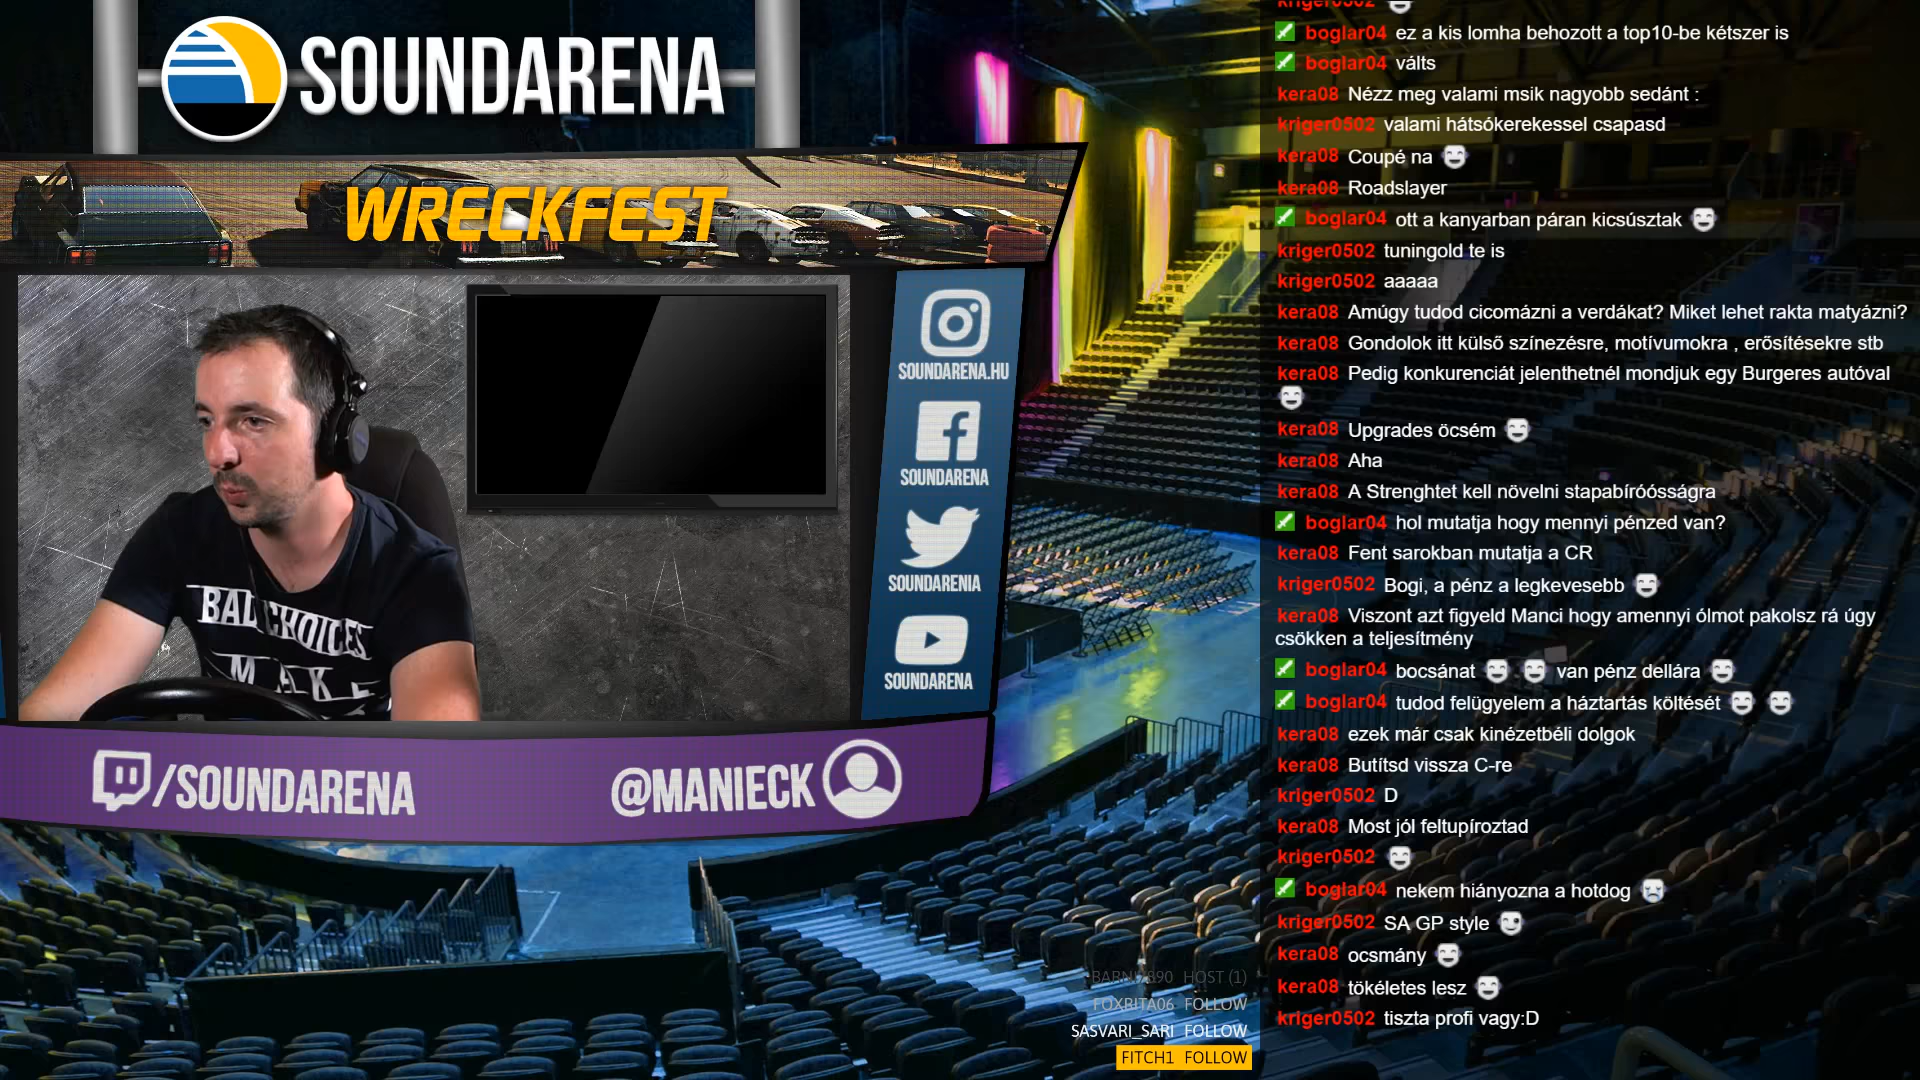 SOUNDARENA
WRECKFEST
SOUNDARENA.HU
SOUNDARENA
SOUNDARENIA
SOUNDARENA
BAD CHOICES
MAKE
/SOUNDARENA
@MANIECK
HOST (1)
FOXRITA06 FOLLOW
SASVARI_SARI FOLLOW
FITCH1 FOLLOW
kriger0502
boglar04 ez a kis lomha behozott a top10-be kétszer is
boglar04 válts
kera08 Nézz meg valami msik nagyobb sedánt :
kriger0502 valami hátsókerekessel csapasd
kera08 Coupé na
kera08 Roadslayer
boglar04 ott a kanyarban páran kicsúsztak
kriger0502 tuningold te is
kriger0502 aaaaa
kera08 Amúgy tudod cicomázni a verdákat? Miket lehet rakta matyázni?
kera08 Gondolok itt külső színezésre, motívumokra , erősítésekre stb
kera08 Pedig konkurenciát jelenthetnél mondjuk egy Burgeres autóval
kera08 Upgrades öcsém
kera08 Aha
kera08 A Strenghtet kell növelni stapabíróósságra
boglar04 hol mutatja hogy mennyi pénzed van?
kera08 Fent sarokban mutatja a CR
kriger0502 Bogi, a pénz a legkevesebb
kera08 Viszont azt figyeld Manci hogy amennyi ólmot pakolsz rá úgy
csökken a teljesítmény
boglar04 bocsánat van pénz dellára
boglar04 tudod felügyelem a háztartás költését
kera08 ezek már csak kinézetbéli dolgok
kera08 Butítsd vissza C-re
kriger0502 D
kera08 Most jól feltupíroztad
kriger0502
boglar04 nekem hiányozna a hotdog
kriger0502 SA GP style
kera08 ocsmány
kera08 tökéletes lesz
kriger0502 tiszta profi vagy:D